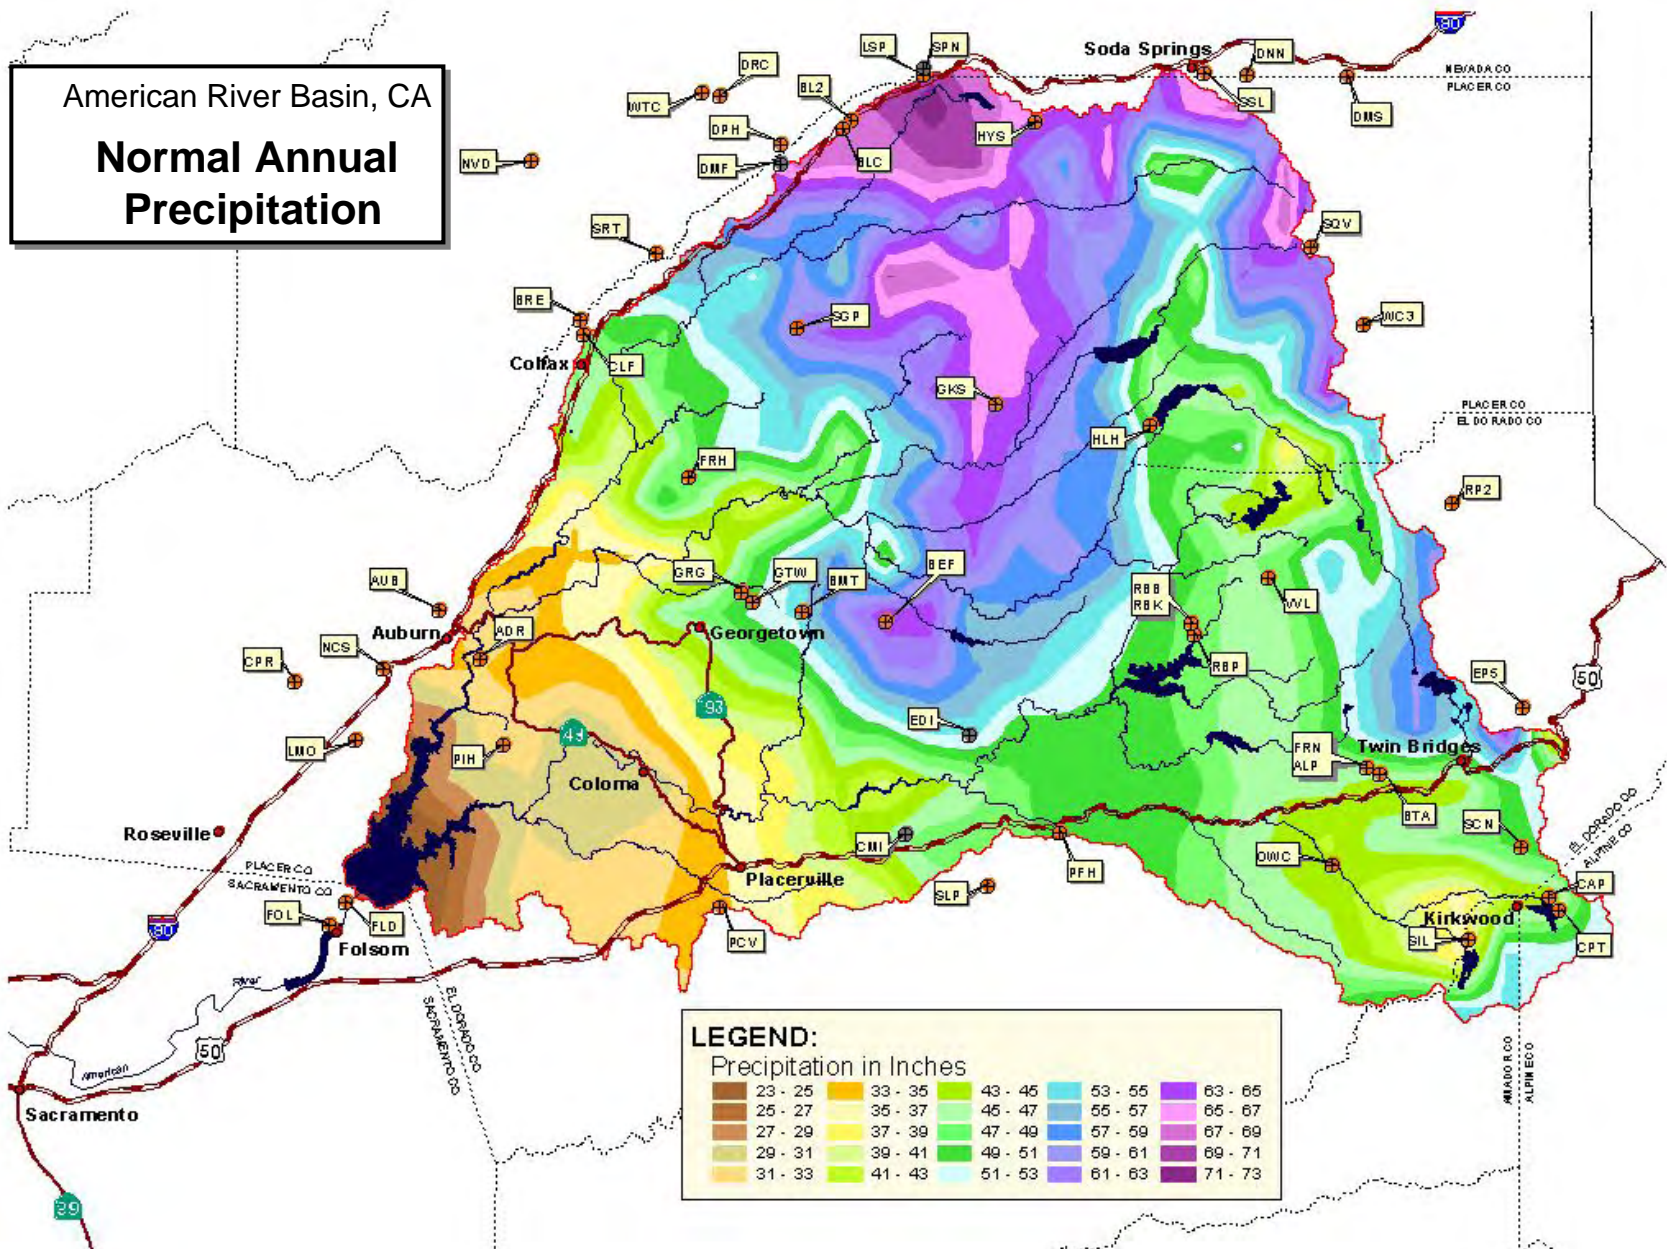 American River Basin, CA
Normal Annual
Precipitation
80
LSP
SPN
Soda Springs
DNN
NEVADA CO
PLACER CO
DRC
WTC
BL2
SSL
DMS
DPH
HYS
NVD
DMF
BLC
SRT
SQV
BRE
SGP
WC3
Colfax
CLF
GKS
PLACER CO
EL DORADO CO
HLH
FRH
RP2
AUB
GRG
GTW
BMT
BEF
RBB
RBK
VVL
Auburn
ADR
Georgetown
NCS
CPR
RBP
EPS
50
193
EDI
49
LMO
PIH
FRN
ALP
Twin Bridges
Coloma
Roseville
CMI
BTA
SCN
EL DORADO CO
ALPINE CO
PLACER CO
SACRAMENTO CO
OWC
PFH
Placerville
SLP
CAP
FOL
FLD
Kirkwood
80
Folsom
PCV
SIL
CPT
River
EL DORADO CO
SACRAMENTO CO
50
American
Sacramento
99
AMADOR CO
ALPINE CO
LEGEND:
Precipitation in Inches
23 - 25 33 - 35 43 - 45 53 - 55 63 - 65
25 - 27 35 - 37 45 - 47 55 - 57 65 - 67
27 - 29 37 - 39 47 - 49 57 - 59 67 - 69
29 - 31 39 - 41 49 - 51 59 - 61 69 - 71
31 - 33 41 - 43 51 - 53 61 - 63 71 - 73